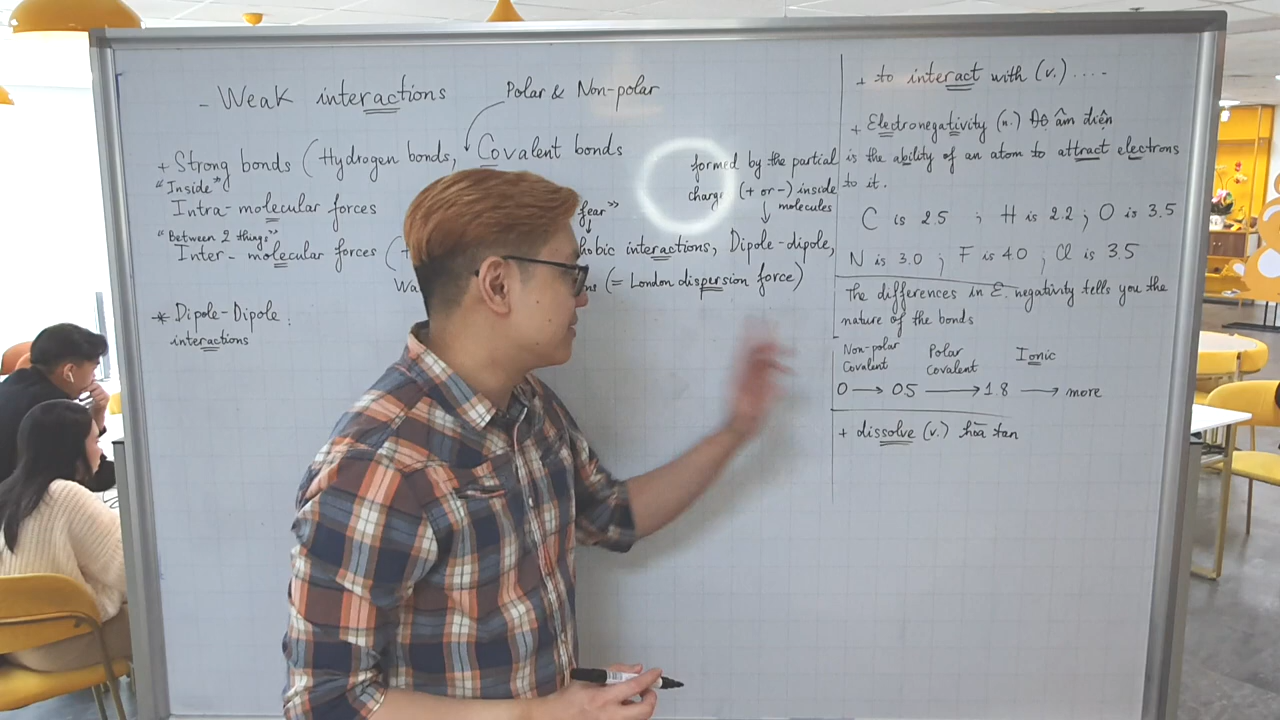 - Weak interactions
Polar & Non-polar
+ Strong bonds (Hydrogen bonds, Covalent bonds
"Inside"
Intra-molecular forces
"Between 2 things"
fear"
Inter-molecular forces ( hobic interactions, Dipole-dipole,
(= London dispersion force)
formed by the partial
charge (+ or -) inside
molecules
* Dipole-Dipole :
interactions
+ to interact with (v.) ....
+ Electronegativity (n.) Độ âm điện
is the ability of an atom to attract electrons
to it.
C is 2.5 ; H is 2.2 ; O is 3.5
N is 3.0 ; F is 40 ; Cl is 3.5
The differences in E. negativity tells you the
nature of the bonds
Non-polar Covalent Polar Covalent Ionic
0 → 0.5 → 1.8 → more
+ dissolve (v.) hòa tan